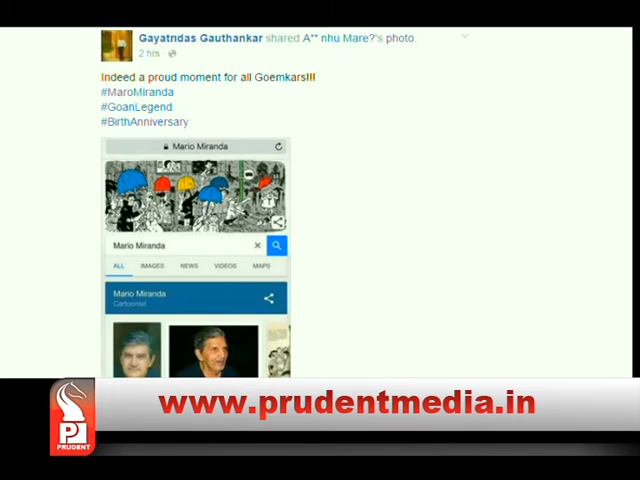 Gayatridas Gauthankar shared A** nhu Mare?'s photo.
2 hrs
Indeed a proud moment for all Goemkars!!!
#MaroMiranda
#GoanLegend
#BirthAnniversary
Mario Miranda
Mario Miranda
ALL IMAGES NEWS VIDEOS MAPS
Mario Miranda
Cartoonist
www.prudentmedia.in
P
PRUDENT